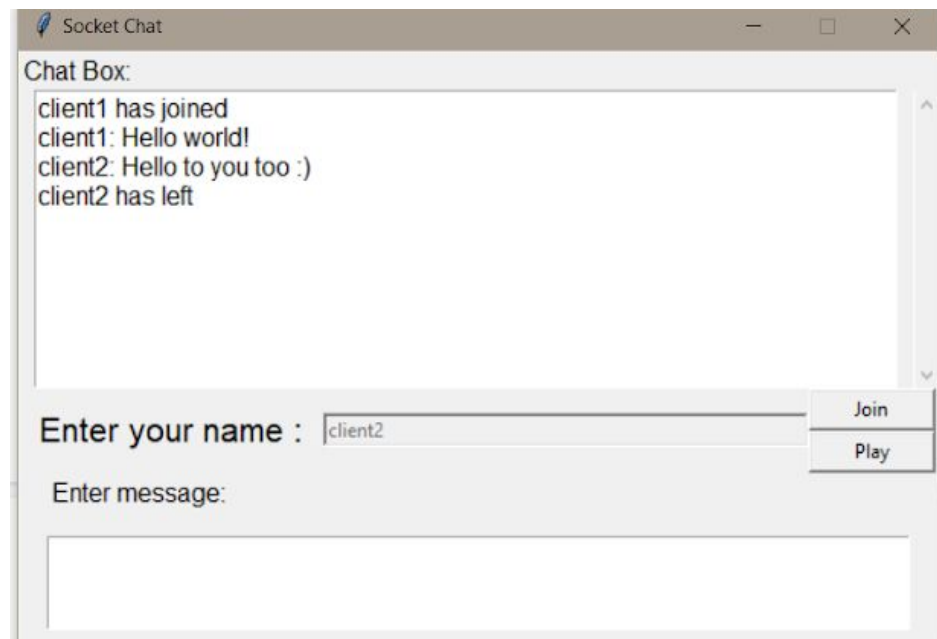 Socket Chat
Chat Box:
client1 has joined
client1: Hello world!
client2: Hello to you too :)
client2 has left
Enter your name : client2
Join
Play
Enter message: